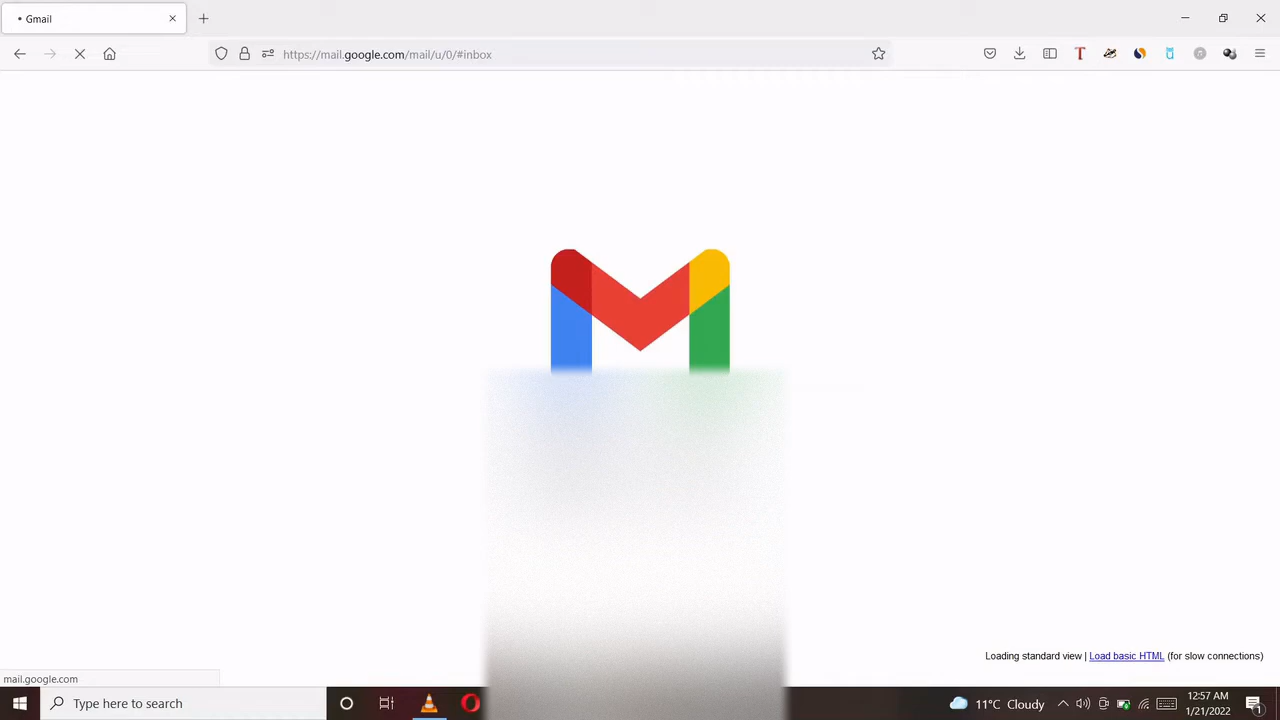 Gmail
https://mail.google.com/mail/u/0/#inbox
T
Loading standard view | Load basic HTML (for slow connections)
mail.google.com
Type here to search
11°C Cloudy
12:57 AM
1/21/2022
1